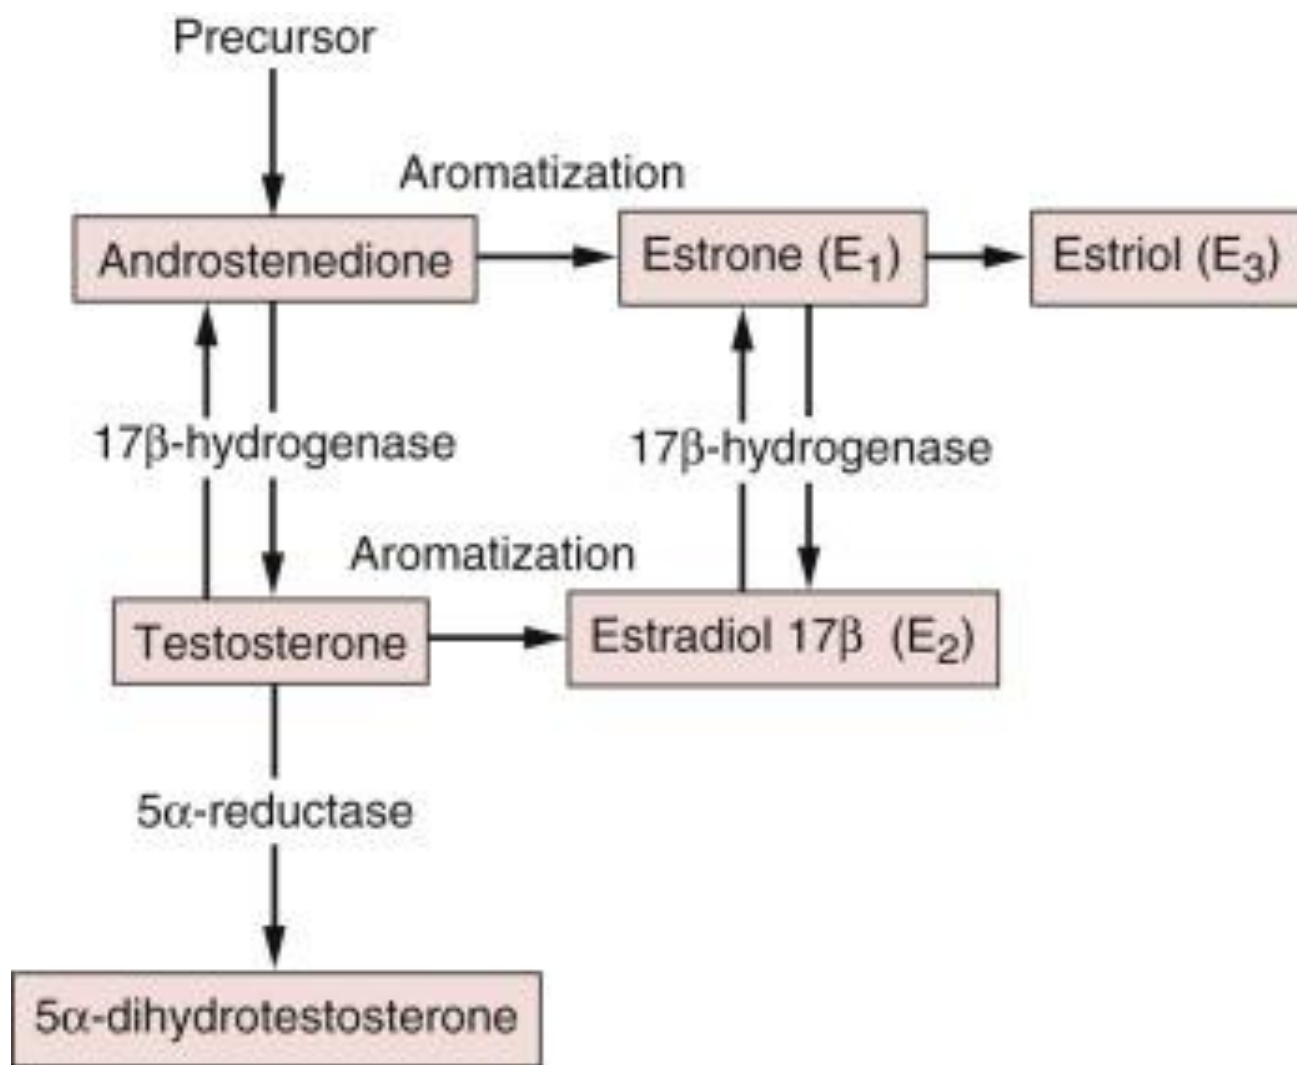 Precursor
Aromatization
Androstenedione
Estrone (E₁)
Estriol (E₃)
17β-hydrogenase
17β-hydrogenase
Aromatization
Testosterone
Estradiol 17β (E₂)
5α-reductase
5α-dihydrotestosterone